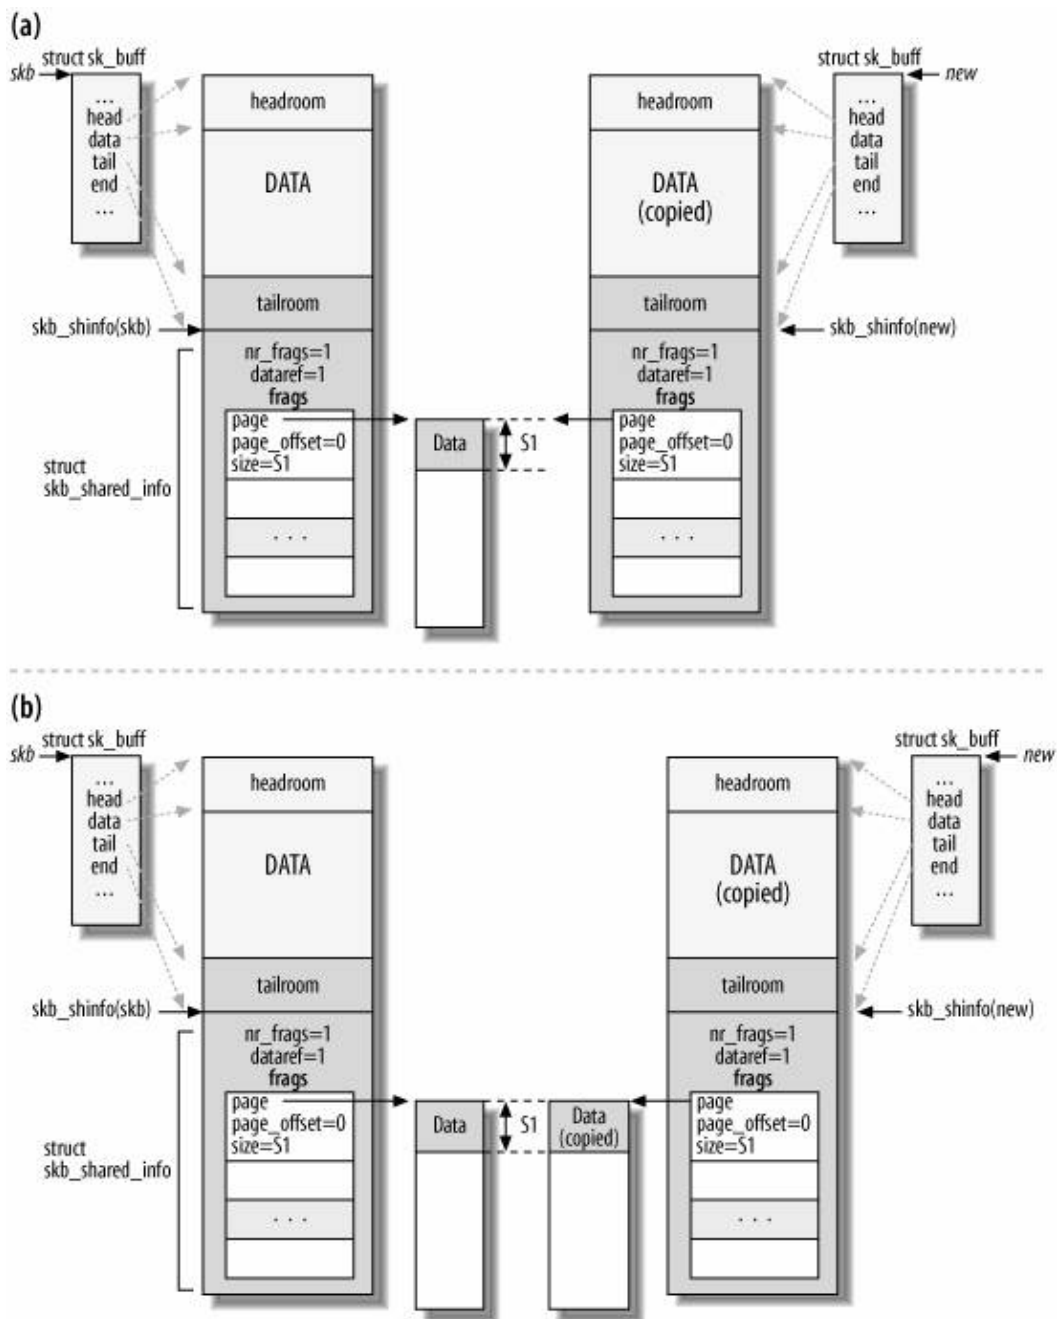 (a)
struct sk_buff
skb
...
head
data
tail
end
...
headroom
DATA
tailroom
skb_shinfo(skb)
nr_frags=1
dataref=1
frags
page
page_offset=0
size=S1
. . .
struct
skb_shared_info
Data
S1
struct sk_buff
new
...
head
data
tail
end
...
headroom
DATA
(copied)
tailroom
skb_shinfo(new)
nr_frags=1
dataref=1
frags
page
page_offset=0
size=S1
. . .
(b)
struct sk_buff
skb
...
head
data
tail
end
...
headroom
DATA
tailroom
skb_shinfo(skb)
nr_frags=1
dataref=1
frags
page
page_offset=0
size=S1
. . .
struct
skb_shared_info
Data
S1
Data
(copied)
struct sk_buff
new
...
head
data
tail
end
...
headroom
DATA
(copied)
tailroom
skb_shinfo(new)
nr_frags=1
dataref=1
frags
page
page_offset=0
size=S1
. . .